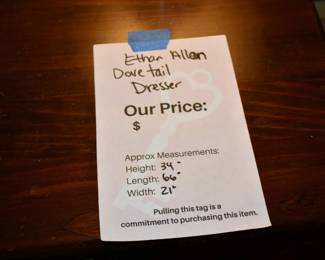 Ethan Allen
Dovetail
Dresser
Our Price:
$
Approx Measurements:
Height: 34"
Length: 66"
Width: 21"
Pulling this tag is a
commitment to purchasing this item.